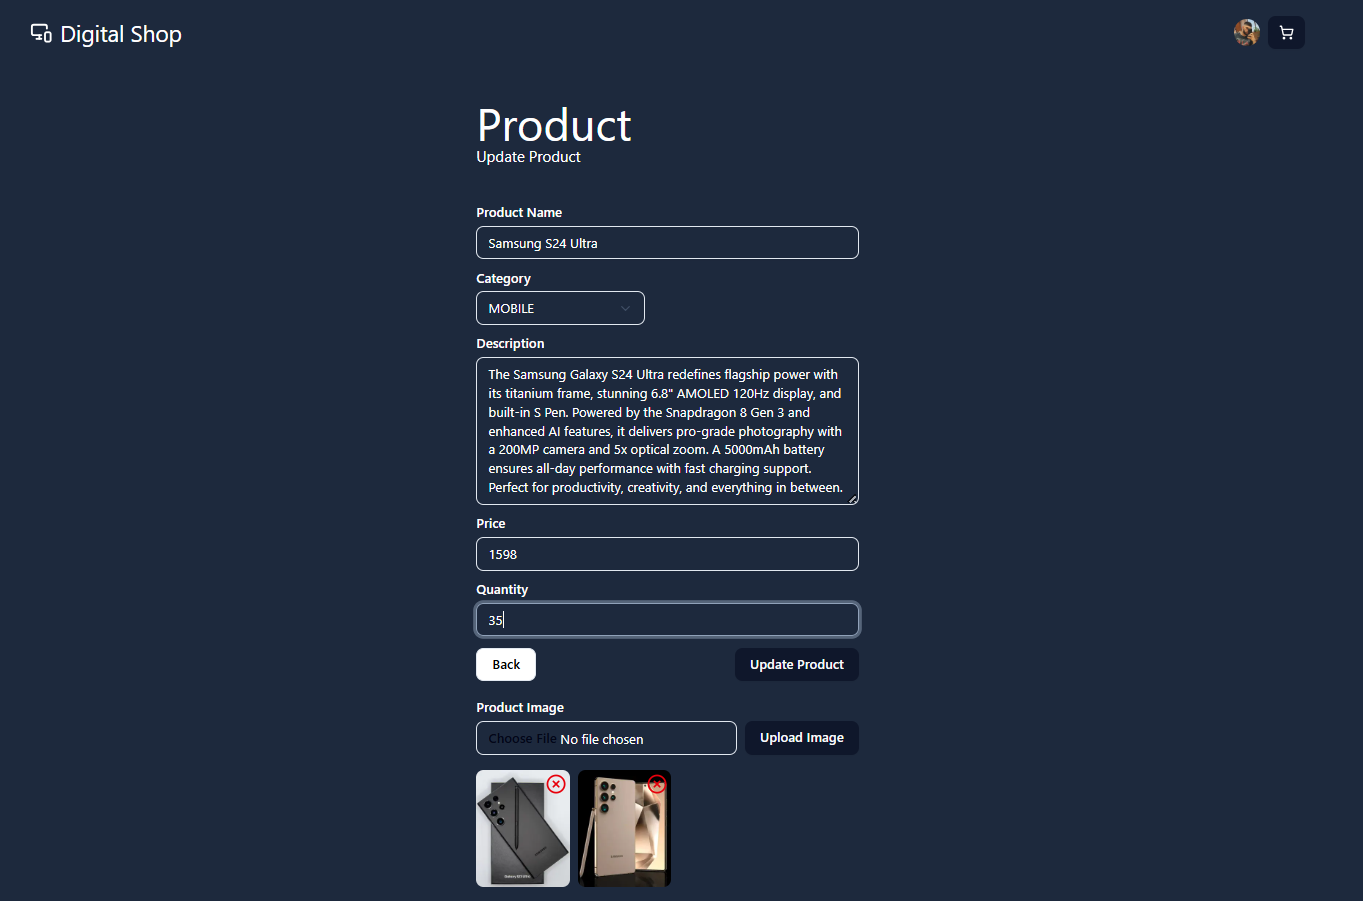 Digital Shop
Product
Update Product
Product Name
Samsung S24 Ultra
Category
MOBILE
Description
The Samsung Galaxy S24 Ultra redefines flagship power with
its titanium frame, stunning 6.8" AMOLED 120Hz display, and
built-in S Pen. Powered by the Snapdragon 8 Gen 3 and
enhanced AI features, it delivers pro-grade photography with
a 200MP camera and 5x optical zoom. A 5000mAh battery
ensures all-day performance with fast charging support.
Perfect for productivity, creativity, and everything in between.
Price
1598
Quantity
35
Back Update Product
Product Image
Choose File No file chosen Upload Image